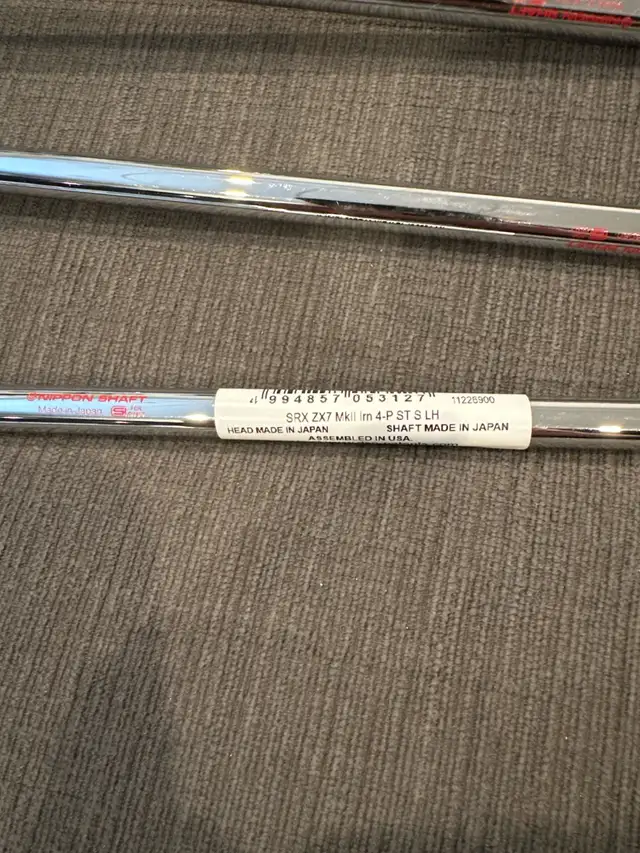 NIPPON SHAFT
Made in Japan S FOR
4 994857 053127 11226900
SRX ZX7 MkII Irn 4-P ST S LH
HEAD MADE IN JAPAN SHAFT MADE IN JAPAN
ASSEMBLED IN USA.